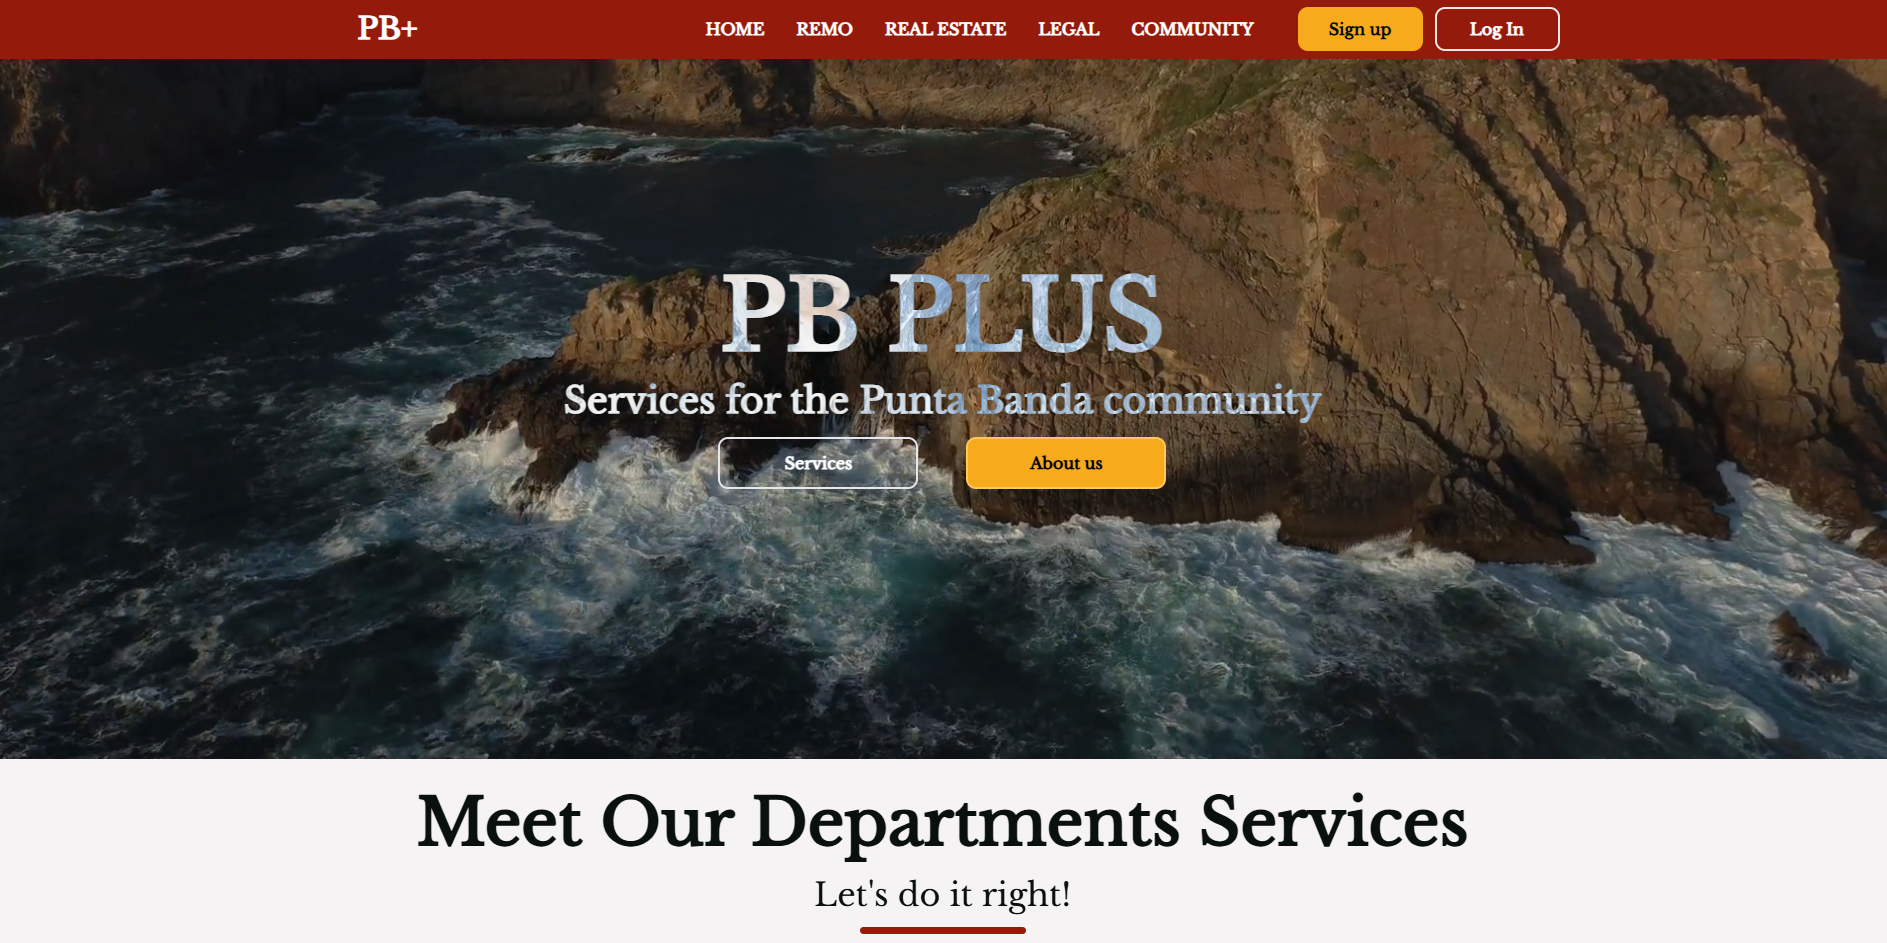 PB+
HOME REMO REAL ESTATE LEGAL COMMUNITY Sign up Log In
PB PLUS
Services for the Punta Banda community
Services About us
Meet Our Departments Services
Let's do it right!